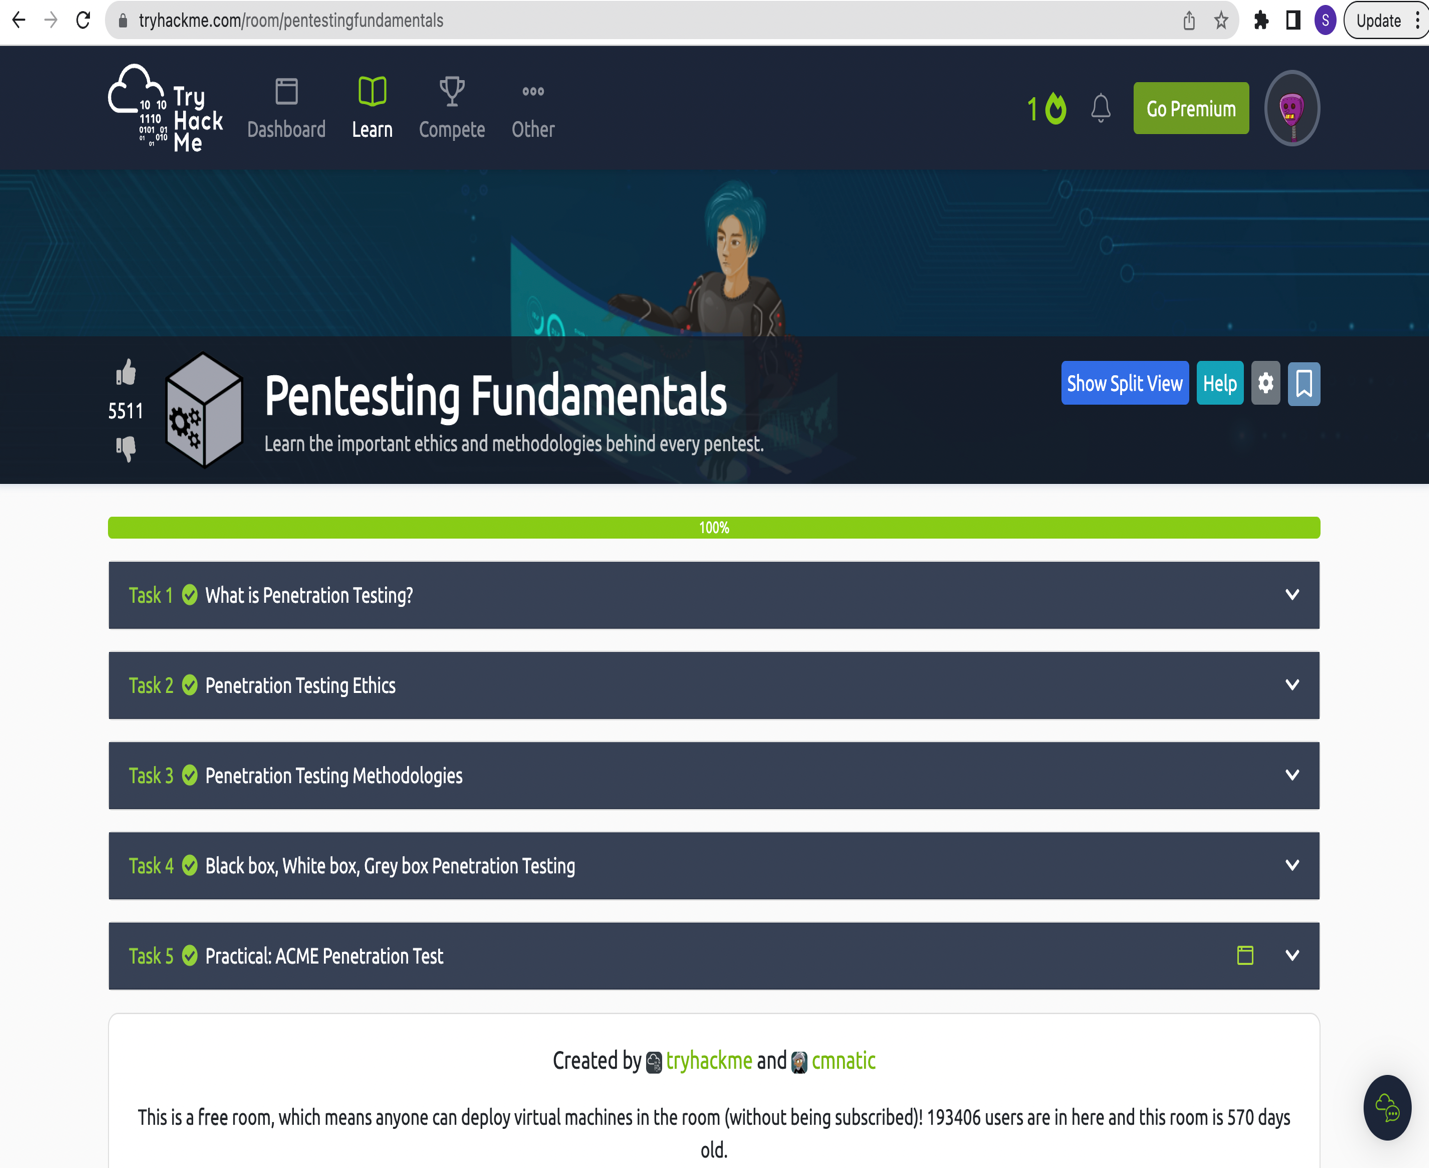 tryhackme.com/room/pentestingfundamentals
S
Update
10 10
1110
0101 01
01 010
01
Try
Hack
Me
Dashboard
Learn
Compete
Other
1
Go Premium
5511
Pentesting Fundamentals
Learn the important ethics and methodologies behind every pentest.
Show Split View
Help
100%
Task 1 What is Penetration Testing?
Task 2 Penetration Testing Ethics
Task 3 Penetration Testing Methodologies
Task 4 Black box, White box, Grey box Penetration Testing
Task 5 Practical: ACME Penetration Test
Created by tryhackme and cmnatic
This is a free room, which means anyone can deploy virtual machines in the room (without being subscribed)! 193406 users are in here and this room is 570 days
old.